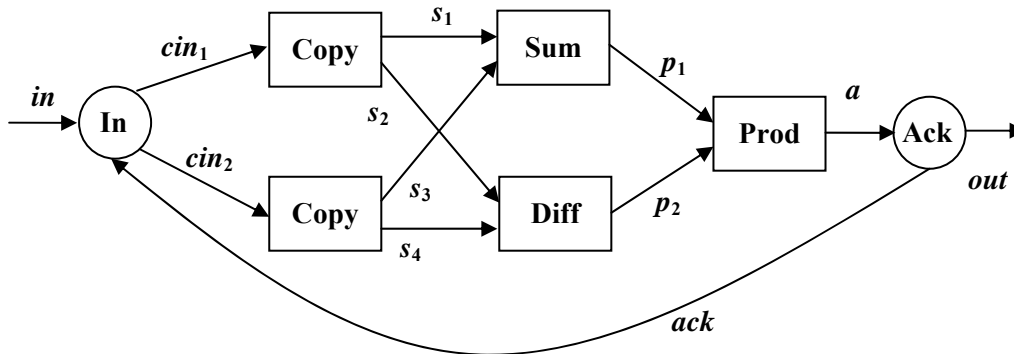 in
In
cin₁
cin₂
Copy
Copy
s₁
s₂
s₃
s₄
Sum
Diff
p₁
p₂
Prod
a
Ack
out
ack